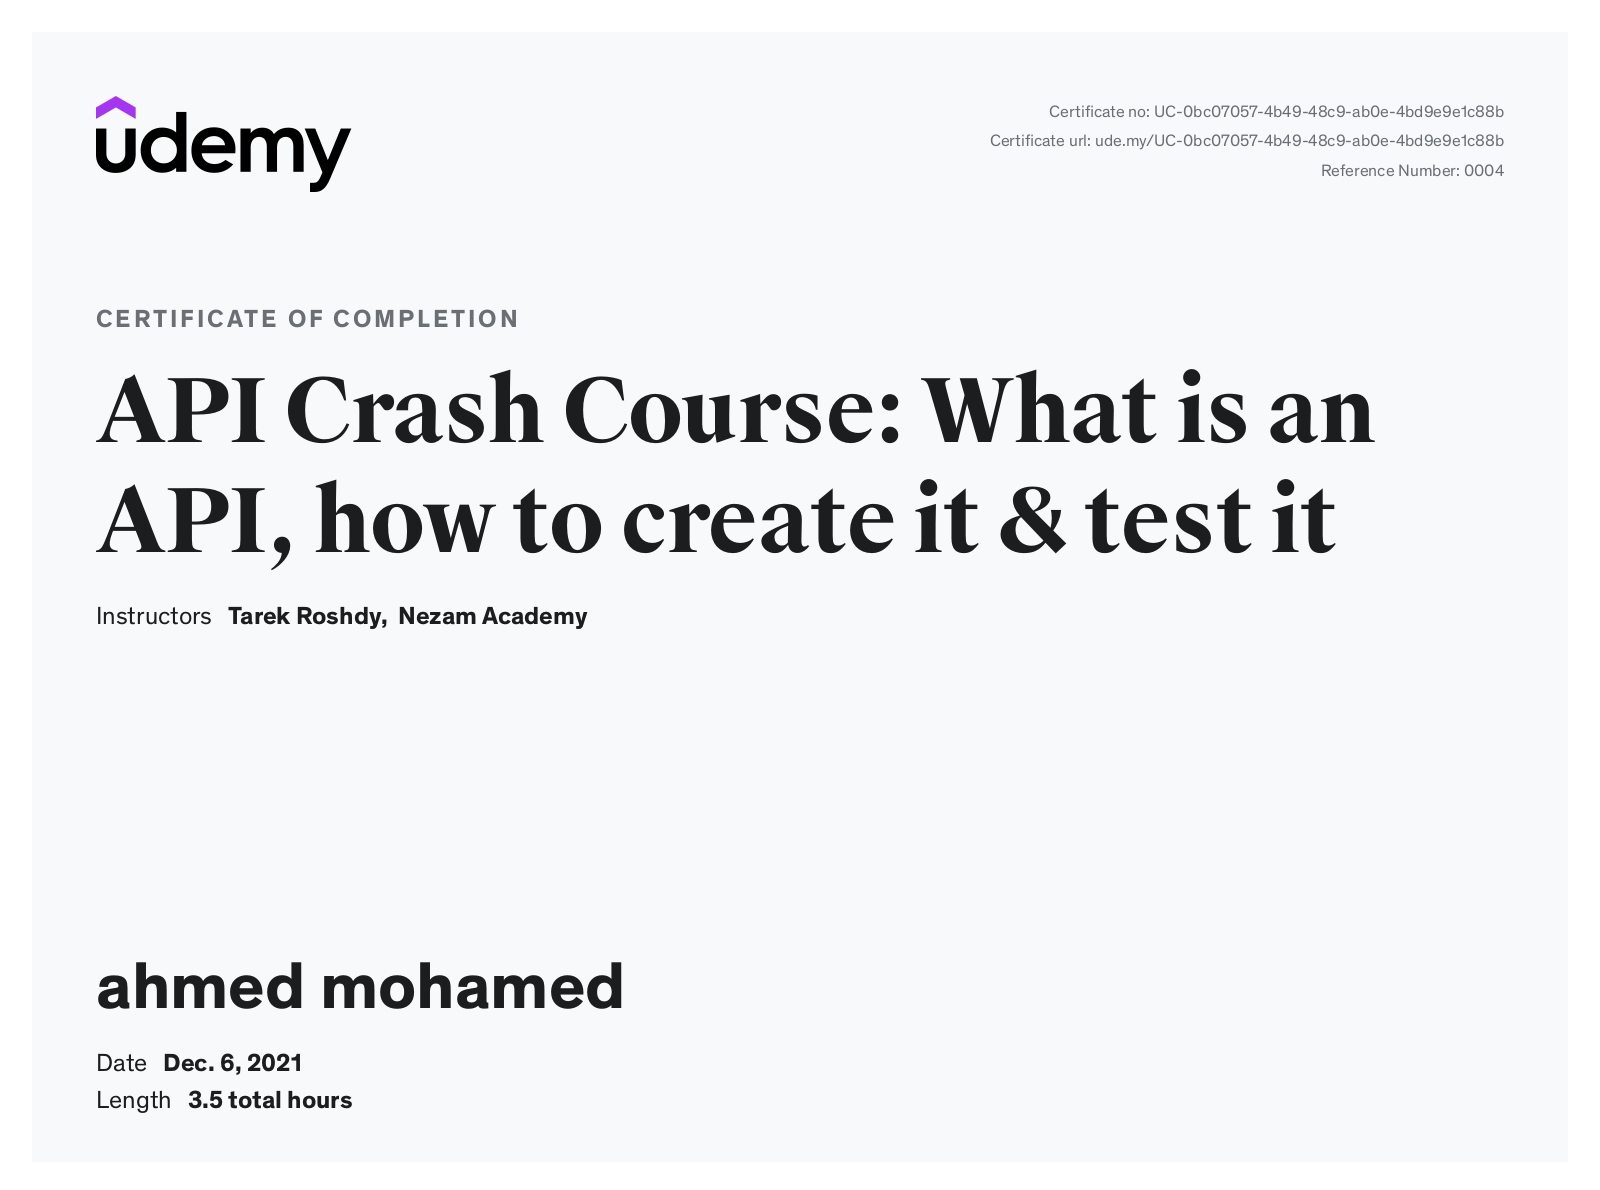 udemy
Certificate no: UC-0bc07057-4b49-48c9-ab0e-4bd9e9e1c88b
Certificate url: ude.my/UC-0bc07057-4b49-48c9-ab0e-4bd9e9e1c88b
Reference Number: 0004
CERTIFICATE OF COMPLETION
API Crash Course: What is an
API, how to create it & test it
Instructors Tarek Roshdy, Nezam Academy
ahmed mohamed
Date Dec. 6, 2021
Length 3.5 total hours